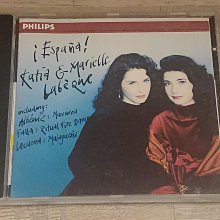 PHILIPS
¡España!
Katia & Marielle
Labèque
including:
Albéniz: Navarra
Falla: Ritual Fire Dance
Lecuona: Malagueña